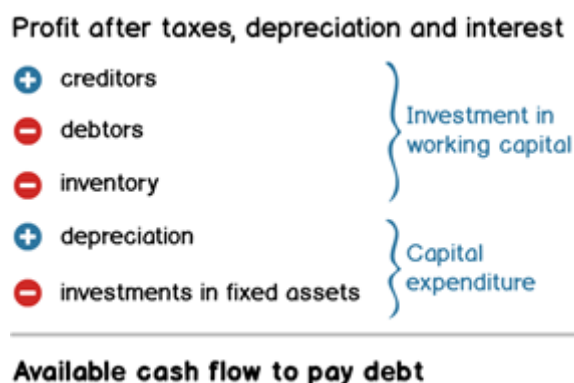 Profit after taxes, depreciation and interest
creditors
debtors
inventory
Investment in
working capital
depreciation
investments in fixed assets
Capital
expenditure
Available cash flow to pay debt